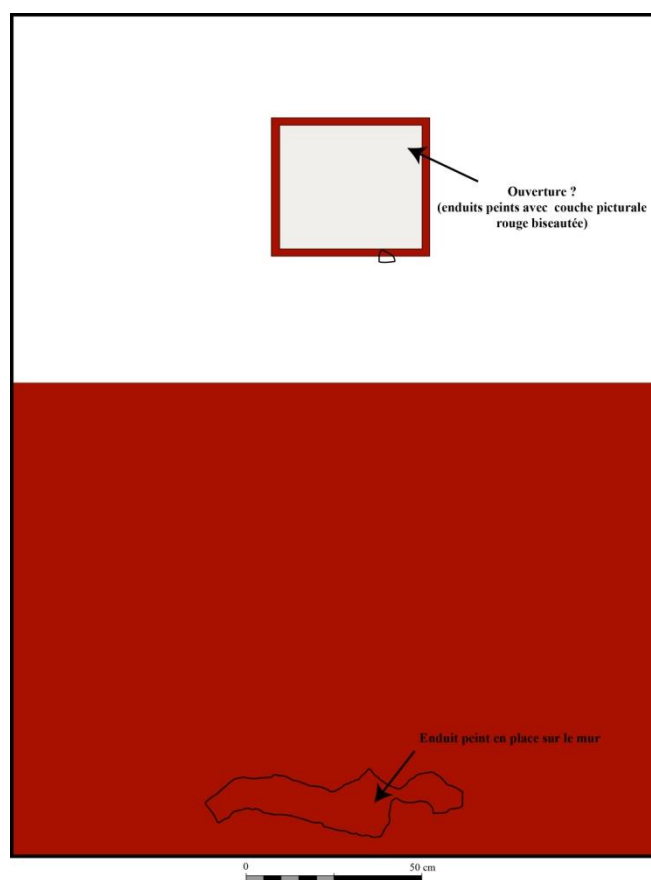 Ouverture ?
(enduits peints avec couche picturale
rouge biseautée)
Enduit peint en place sur le mur
0 50 cm